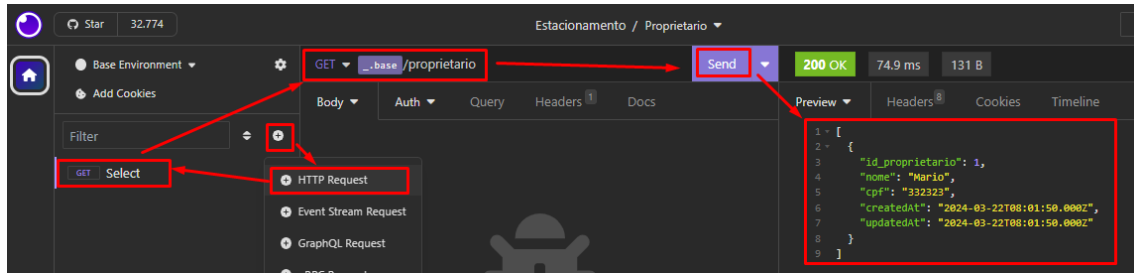 Star 32.774
Estacionamento / Proprietario
Base Environment
Add Cookies
Filter
GET Select
HTTP Request
Event Stream Request
GraphQL Request
GET _.base /proprietario
Send
Body Auth Query Headers 1 Docs
200 OK 74.9 ms 131 B
Preview Headers 8 Cookies Timeline
1 [
2 {
3 "id_proprietario": 1,
4 "nome": "Mario",
5 "cpf": "332323",
6 "createdAt": "2024-03-22T08:01:50.000Z",
7 "updatedAt": "2024-03-22T08:01:50.000Z"
8 }
9 ]